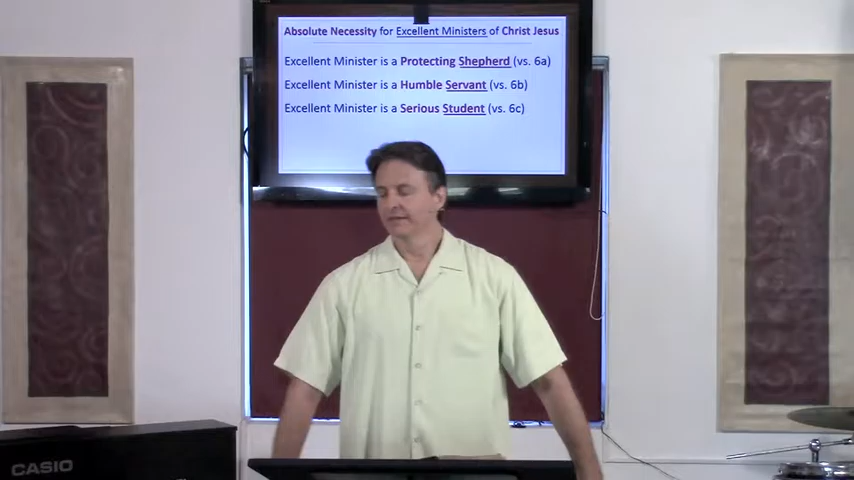 Absolute Necessity for Excellent Ministers of Christ Jesus
Excellent Minister is a Protecting Shepherd (vs. 6a)
Excellent Minister is a Humble Servant (vs. 6b)
Excellent Minister is a Serious Student (vs. 6c)
CASIO